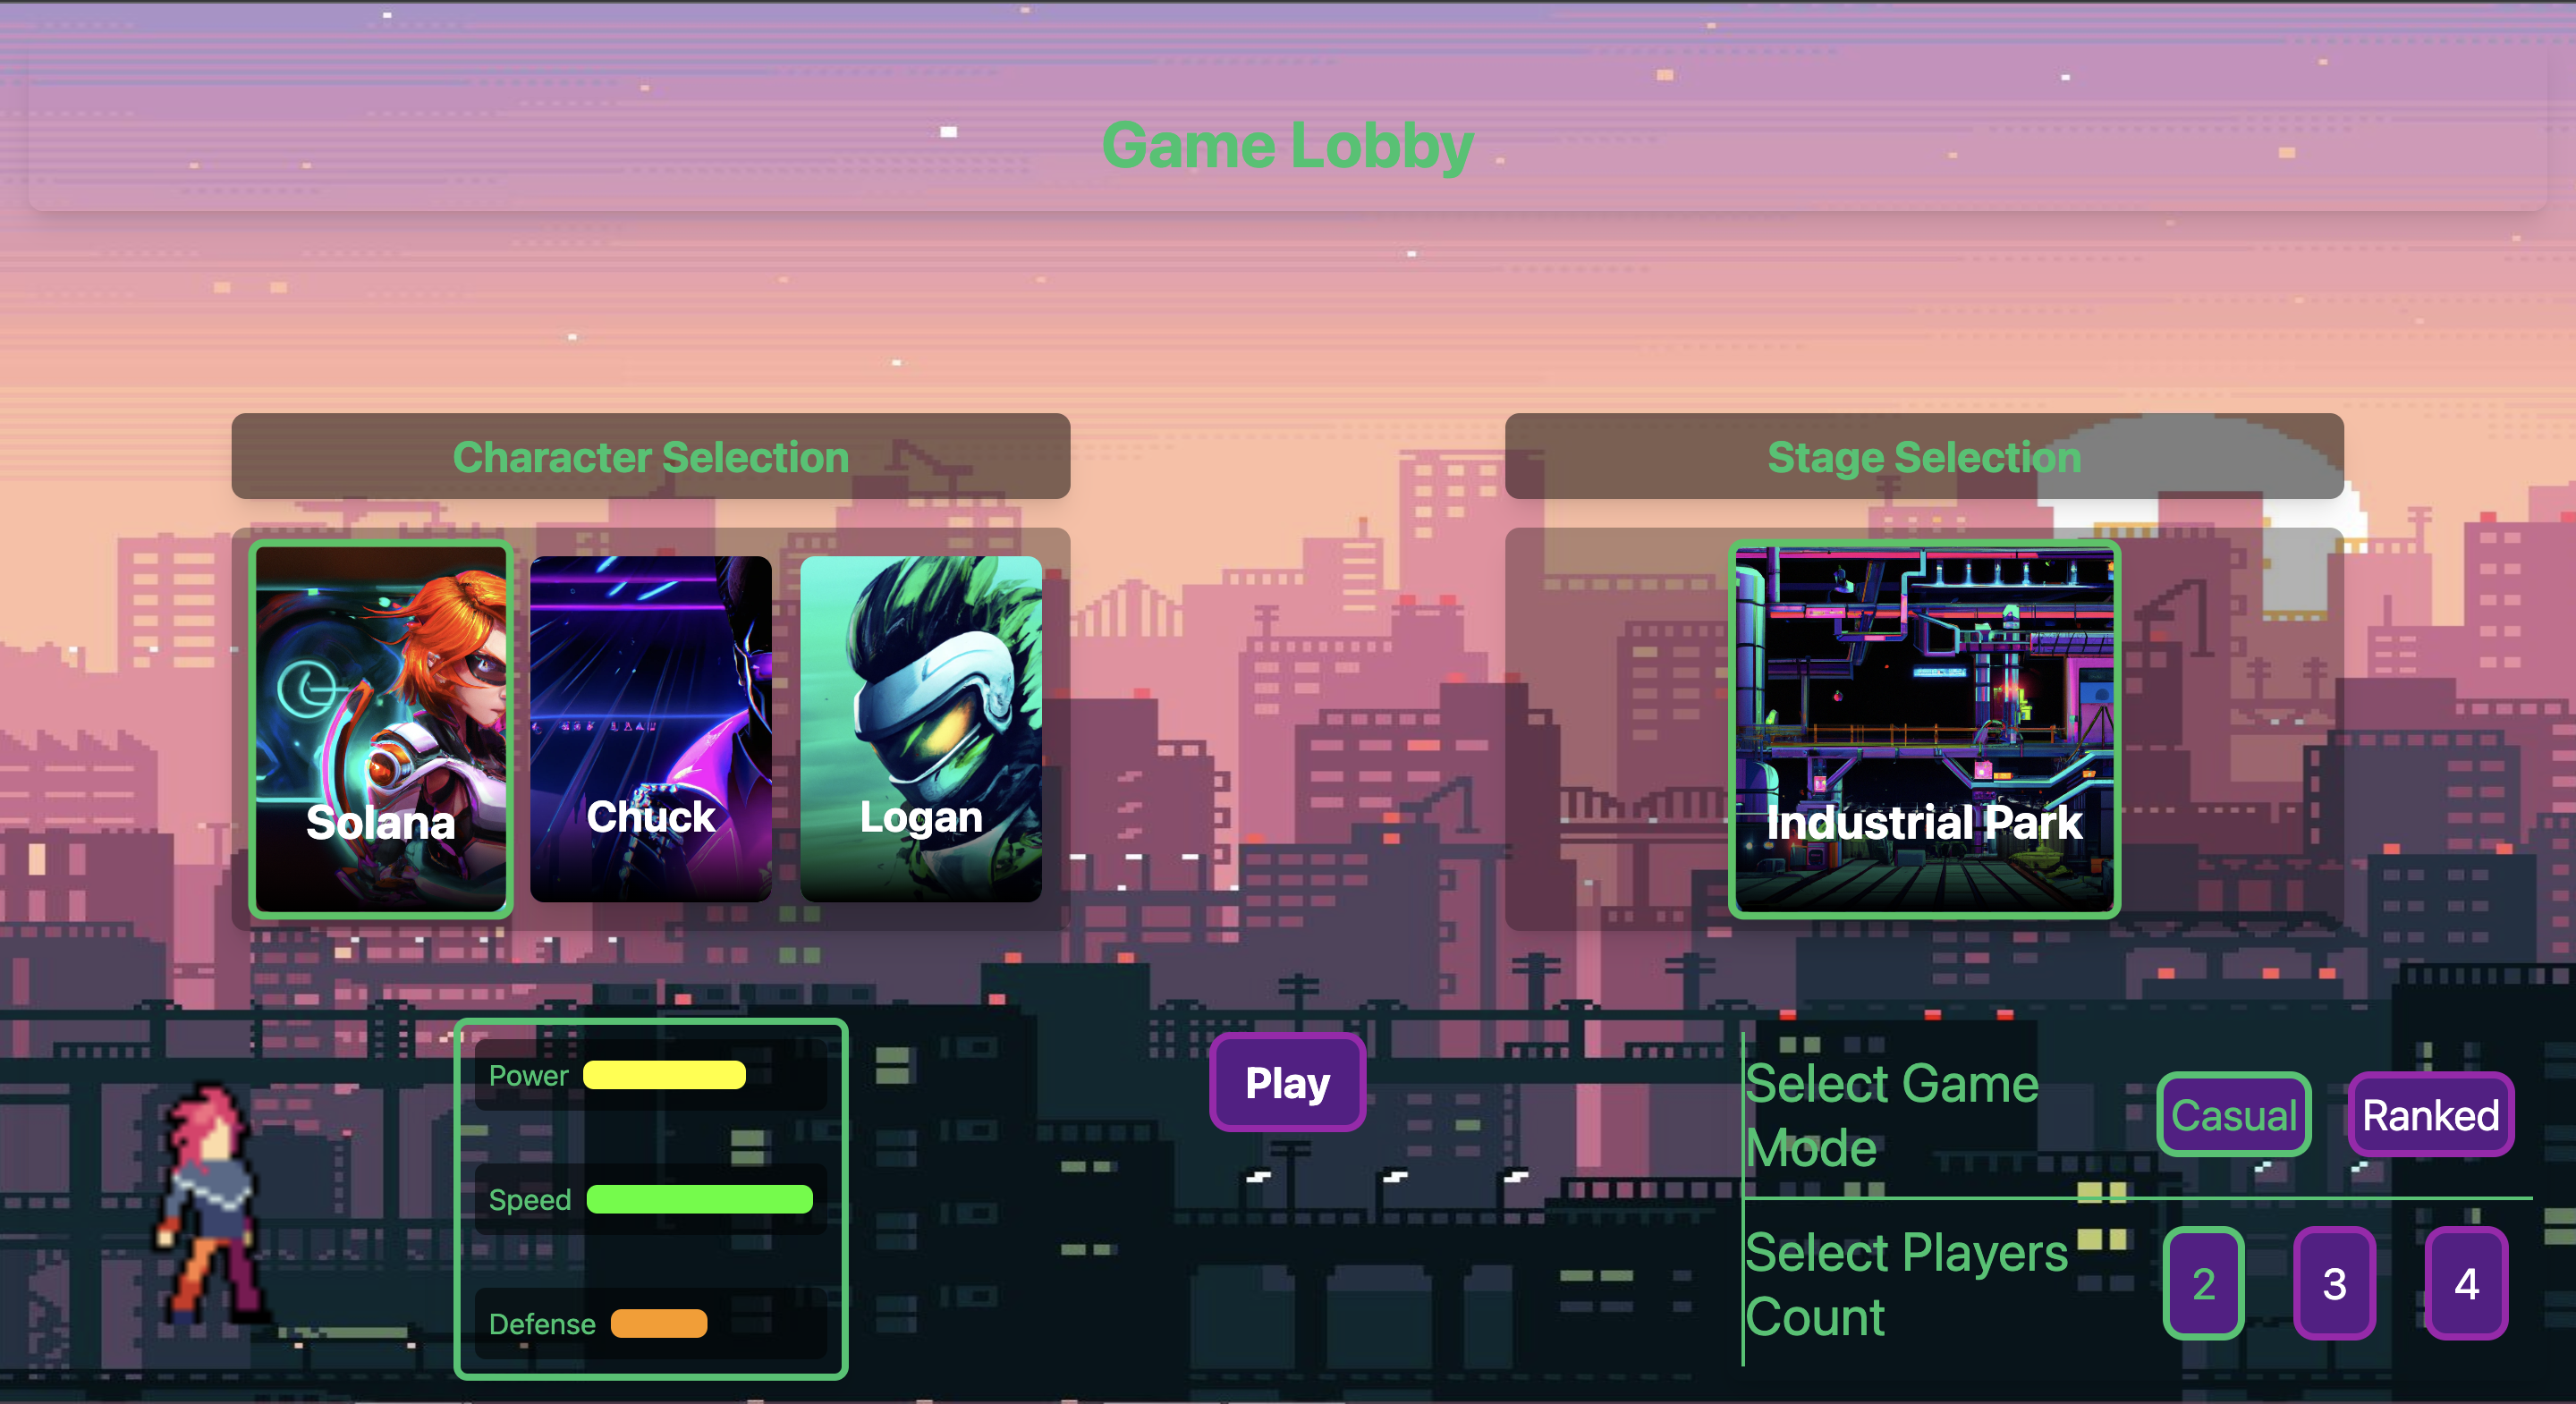 Game Lobby
Character Selection
Stage Selection
Solana
Chuck
Logan
Industrial Park
Power
Speed
Defense
Play
Select Game
Mode
Casual
Ranked
Select Players
Count
2
3
4